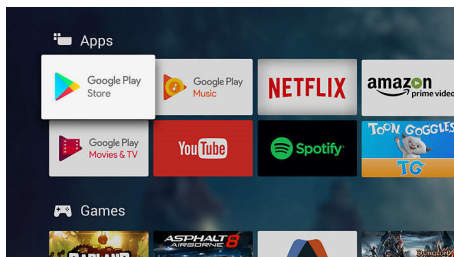 Apps
Google Play
Store
Google Play
Music
NETFLIX
amazon
prime video
Google Play
Movies & TV
YouTube
Spotify
TOON GOGGLES
TG
Games
BADLAND
ASPHALT 8
AIRBORNE